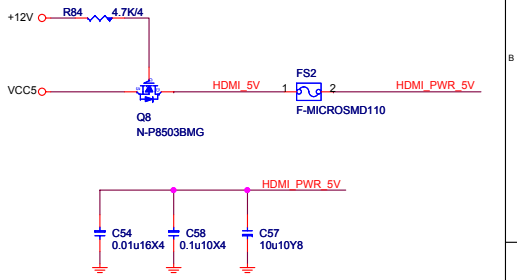 +12V
R84
4.7K/4
FS2
VCC5
HDMI_5V
1
2
HDMI_PWR_5V
F-MICROSMD110
Q8
N-P8503BMG
B
HDMI_PWR_5V
C54
0.01u16X4
C58
0.1u10X4
C57
10u10Y8